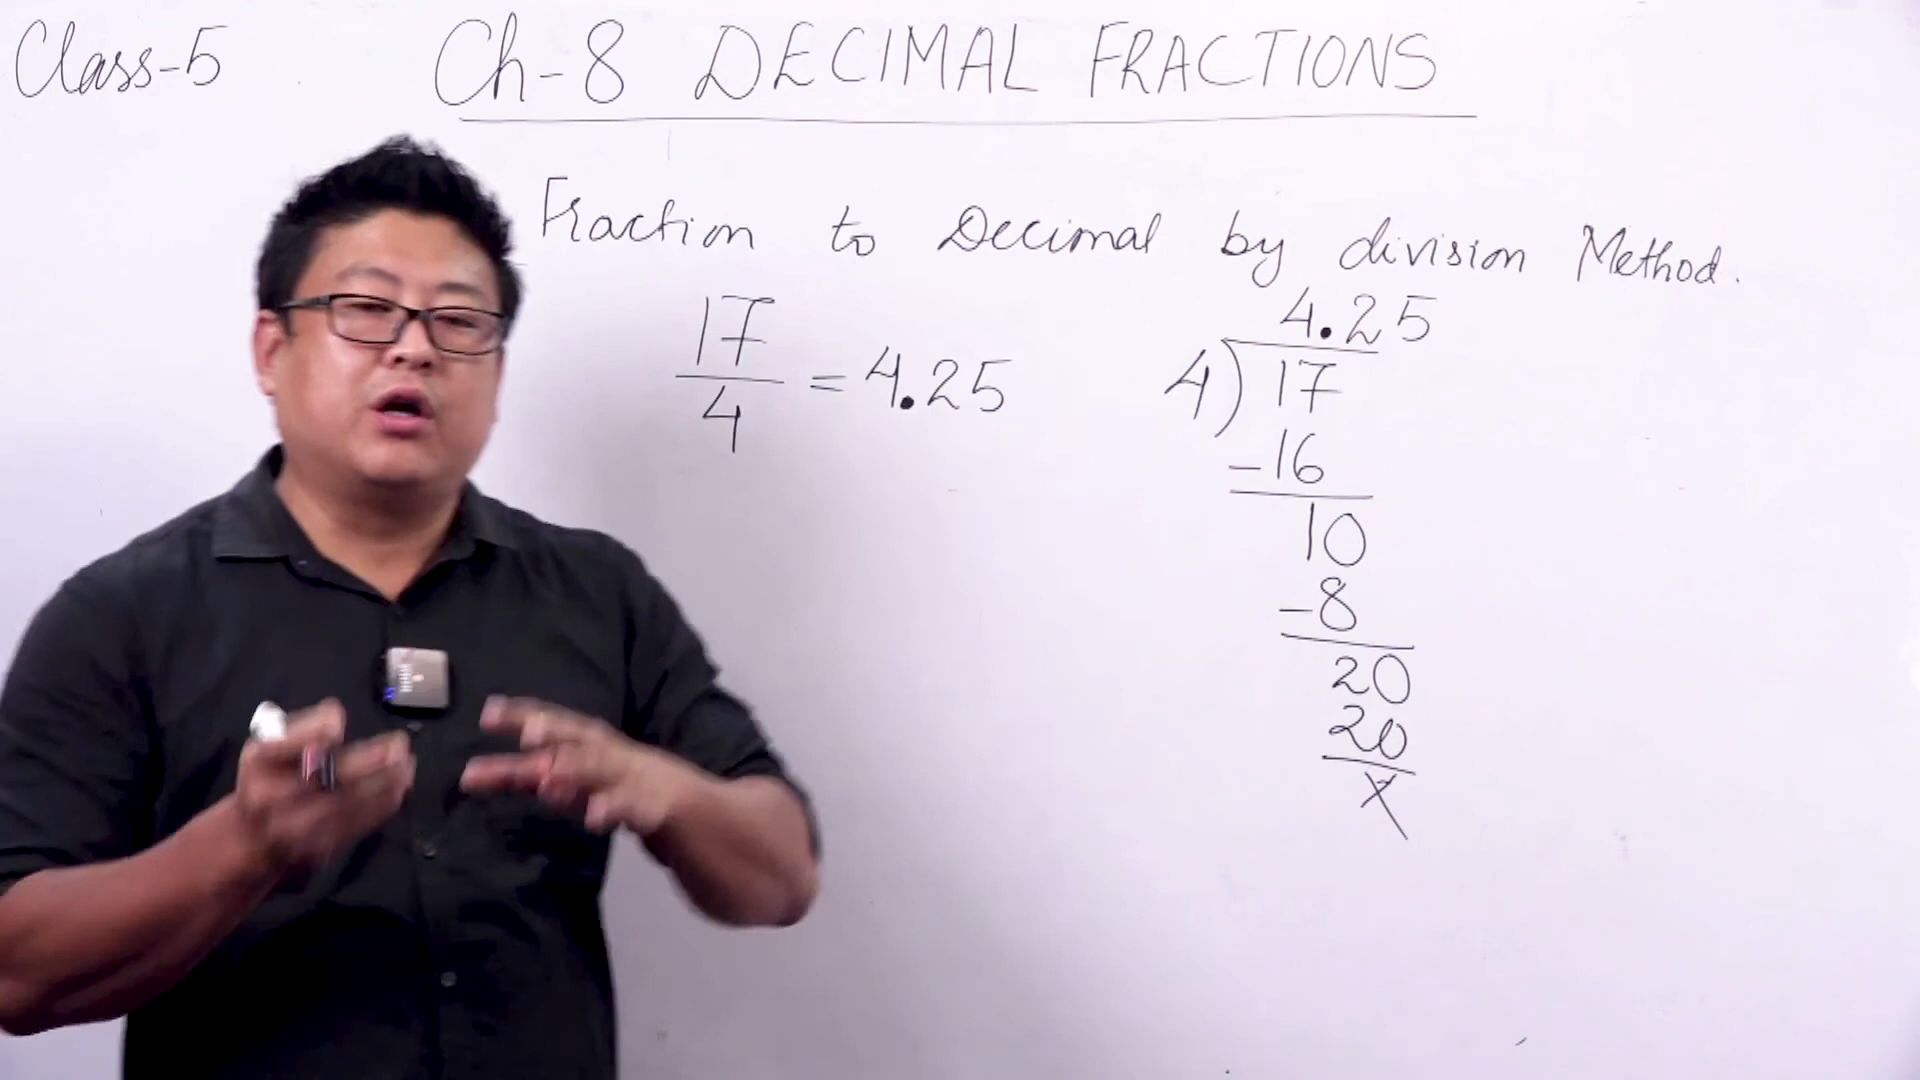 Class-5
Ch-8 DECIMAL FRACTIONS
Fraction to Decimal by division Method.
17
4
= 4.25
4.25
4) 17
-16
10
-8
20
20
x